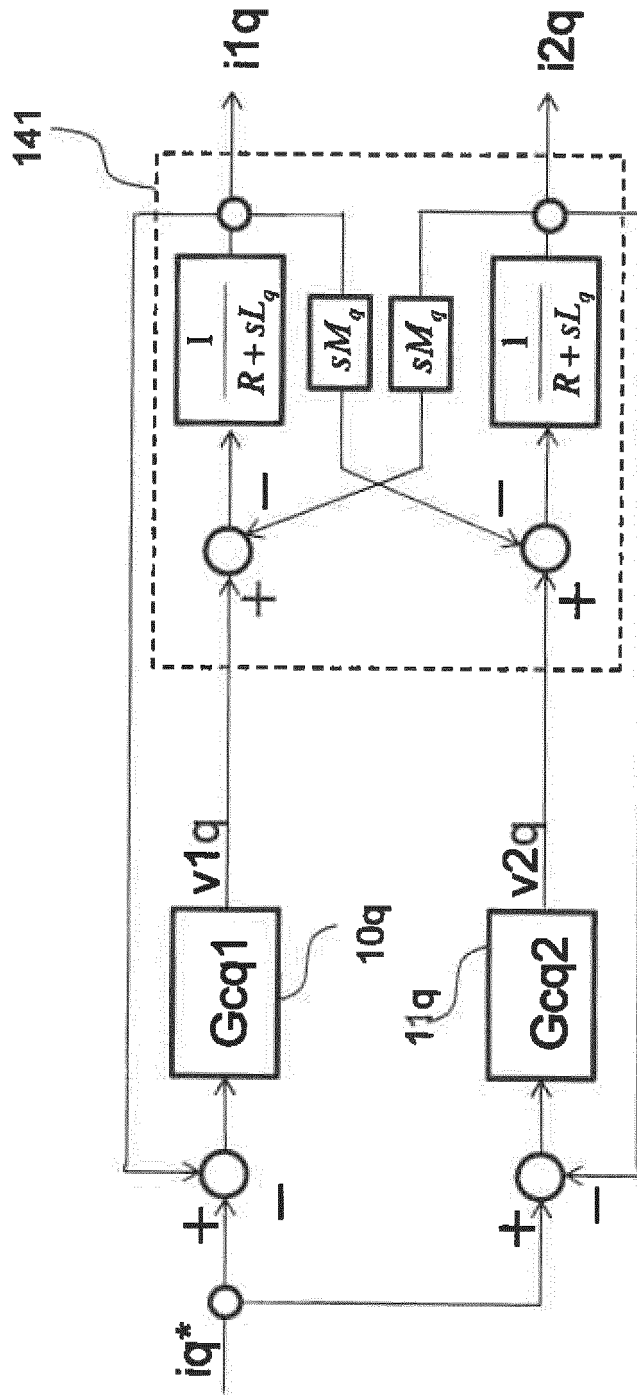 141
iq*
+
−
Gcq1
10q
v1q
+
−
1
R + sL_q
i1q
sM_q
sM_q
+
−
Gcq2
11q
v2q
+
−
1
R + sL_q
i2q